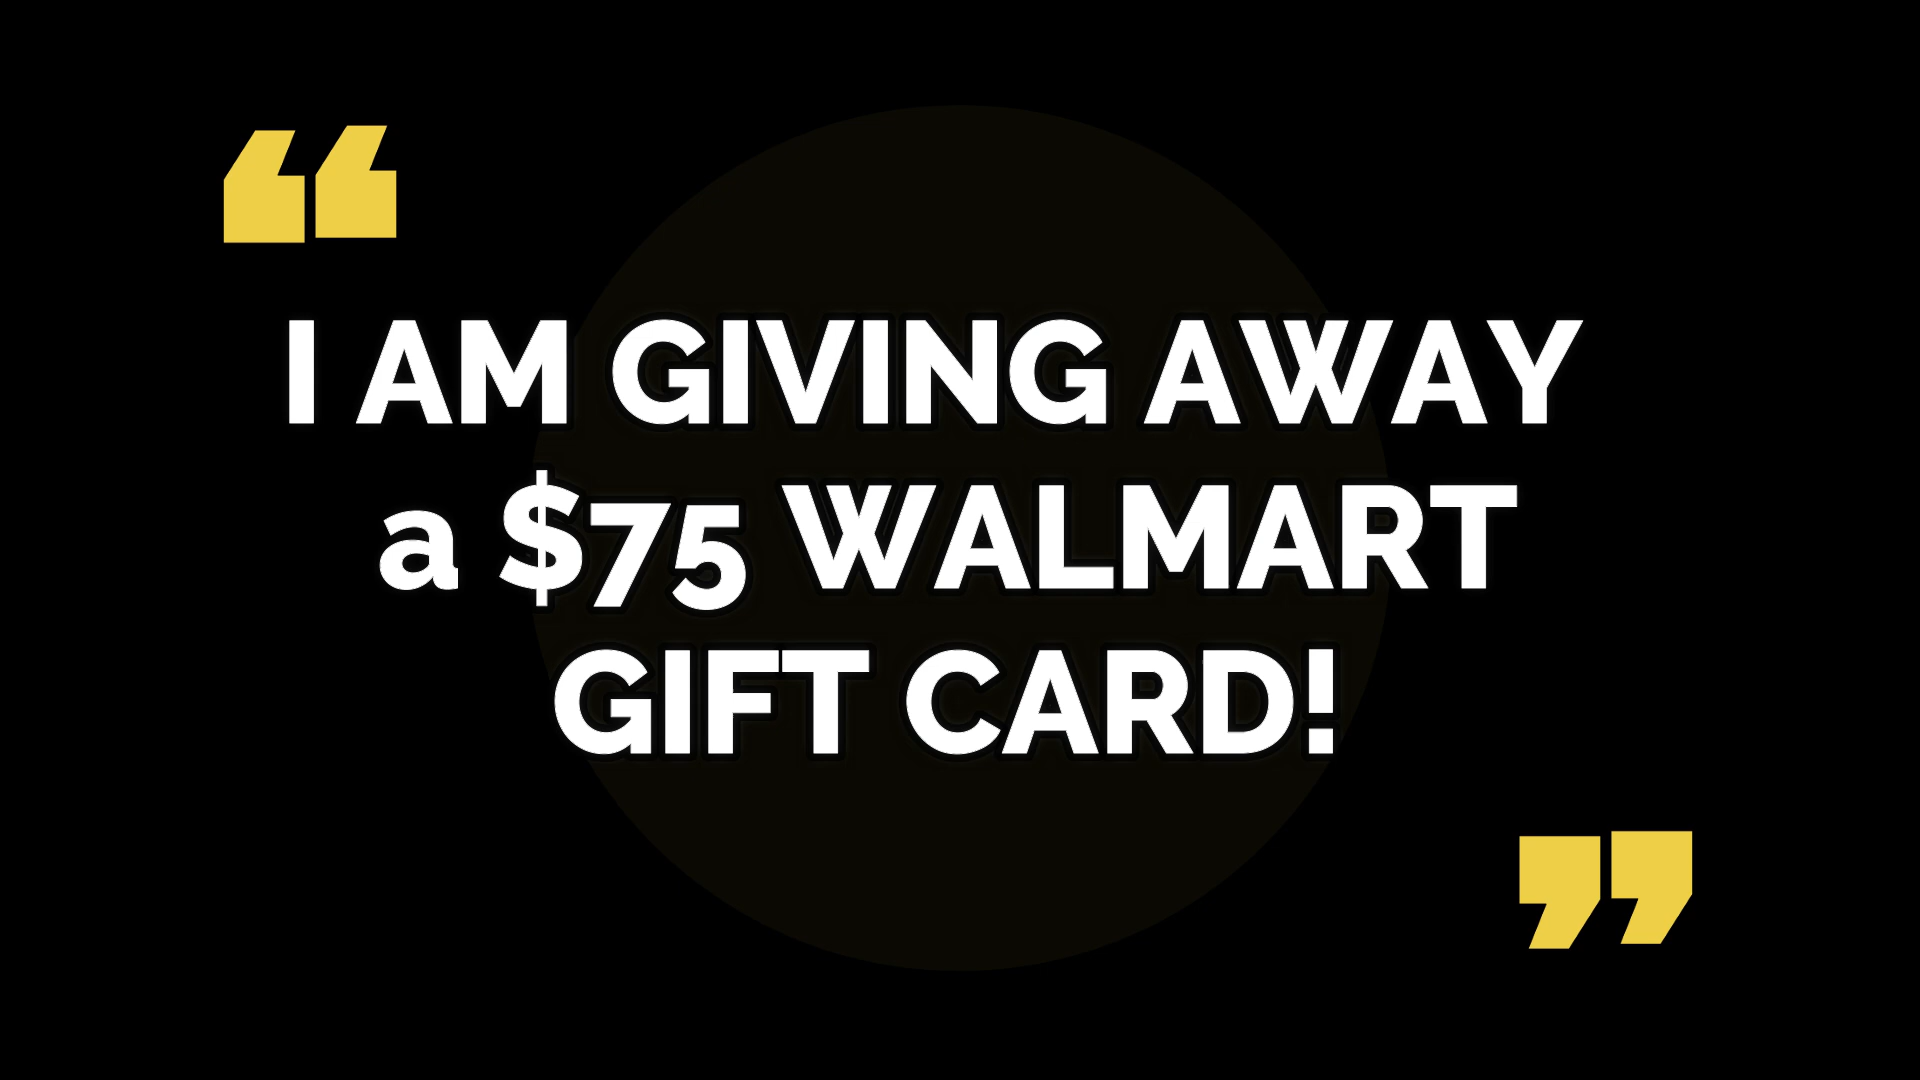 “
I AM GIVING AWAY
a $75 WALMART
GIFT CARD!
”